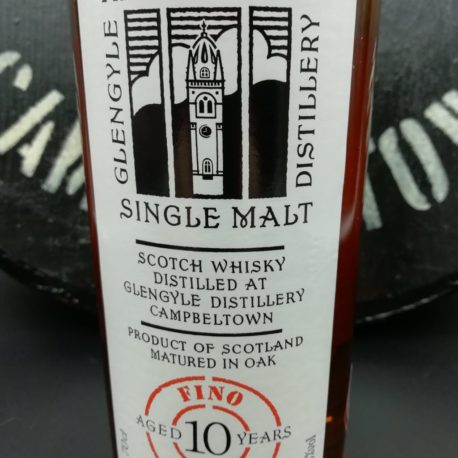 GLENGYLE
DISTILLERY
SINGLE MALT
SCOTCH WHISKY
DISTILLED AT
GLENGYLE DISTILLERY
CAMPBELTOWN
PRODUCT OF SCOTLAND
MATURED IN OAK
FINO
AGED 10 YEARS